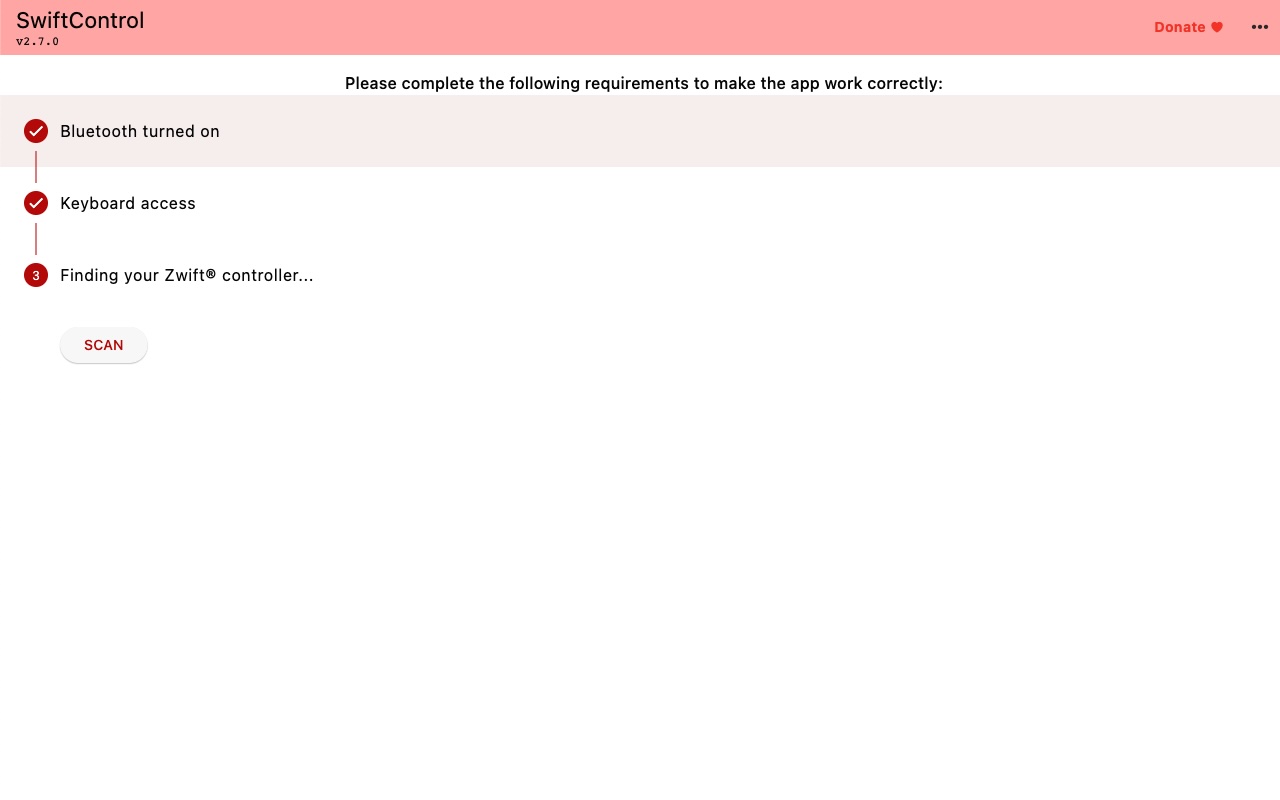 SwiftControl
v2.7.0
Donate
Please complete the following requirements to make the app work correctly:
Bluetooth turned on
Keyboard access
3 Finding your Zwift® controller...
SCAN